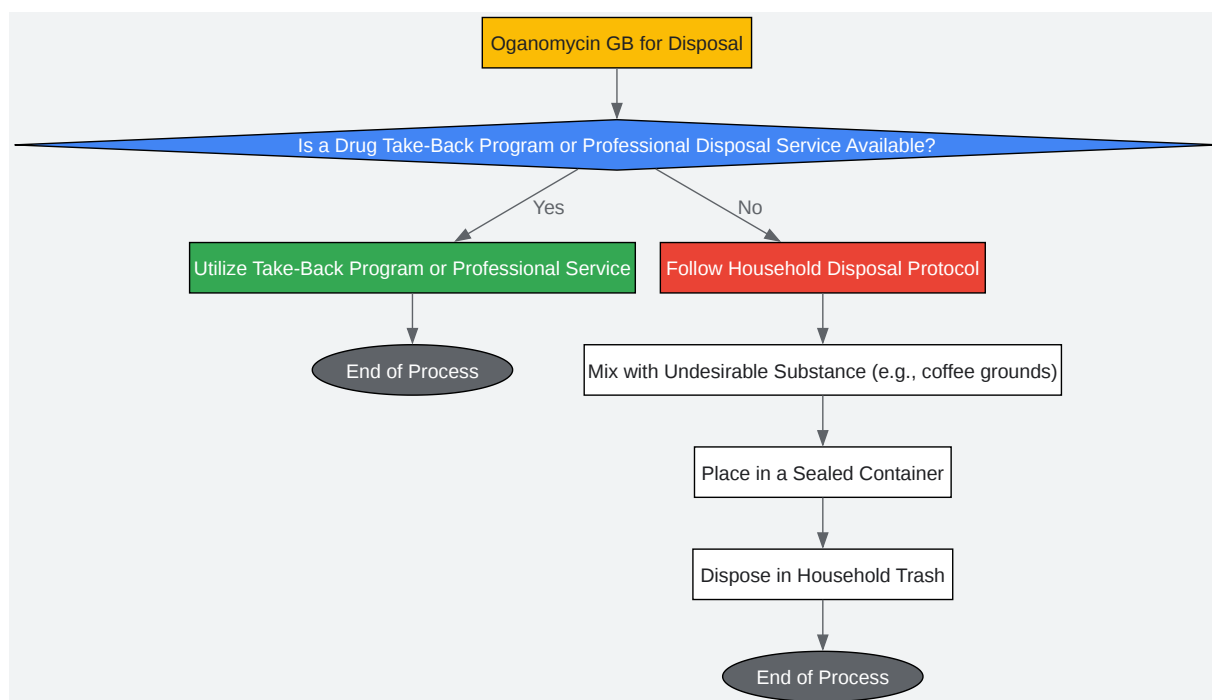 Oganomycin GB for Disposal
Is a Drug Take-Back Program or Professional Disposal Service Available?
Yes
No
Utilize Take-Back Program or Professional Service
Follow Household Disposal Protocol
End of Process
Mix with Undesirable Substance (e.g., coffee grounds)
Place in a Sealed Container
Dispose in Household Trash
End of Process